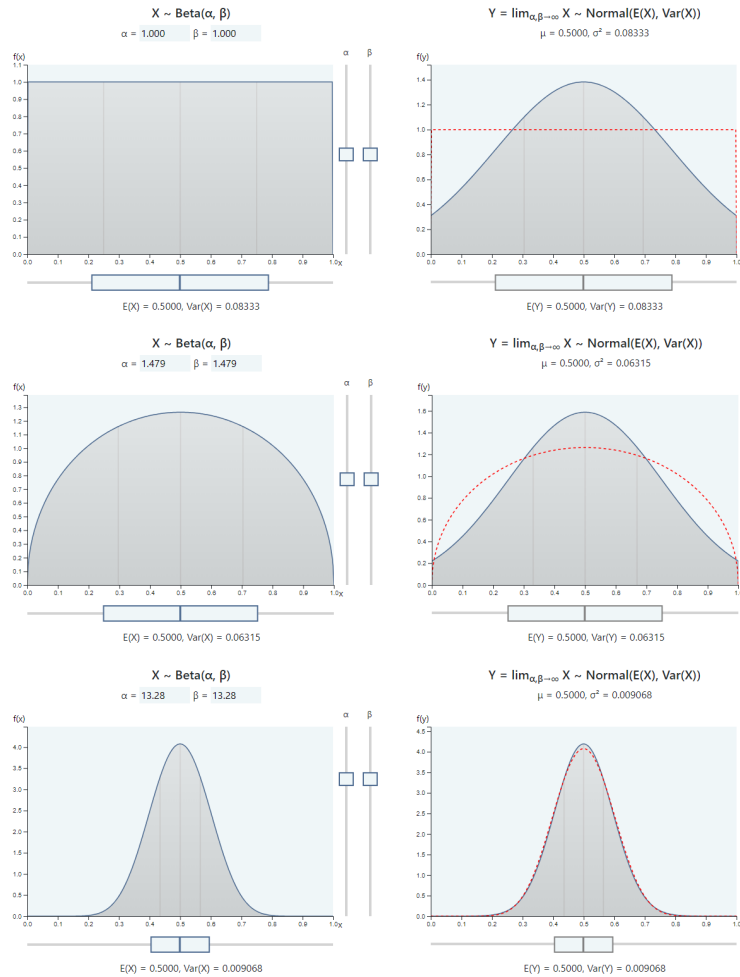 X ~ Beta(α, β)
α = 1.000 β = 1.000
f(x)
1.1
1.0
0.9
0.8
0.7
0.6
0.5
0.4
0.3
0.2
0.1
0.0
0.0 0.1 0.2 0.3 0.4 0.5 0.6 0.7 0.8 0.9 1.0x
α β
E(X) = 0.5000, Var(X) = 0.08333
Y = limα,β→∞ X ~ Normal(E(X), Var(X))
μ = 0.5000, σ² = 0.08333
f(y)
1.4
1.2
1.0
0.8
0.6
0.4
0.2
0.0
0.0 0.1 0.2 0.3 0.4 0.5 0.6 0.7 0.8 0.9 1.0
E(Y) = 0.5000, Var(Y) = 0.08333
X ~ Beta(α, β)
α = 1.479 β = 1.479
f(x)
1.3
1.2
1.1
1.0
0.9
0.8
0.7
0.6
0.5
0.4
0.3
0.2
0.1
0.0
0.0 0.1 0.2 0.3 0.4 0.5 0.6 0.7 0.8 0.9 1.0x
α β
E(X) = 0.5000, Var(X) = 0.06315
Y = limα,β→∞ X ~ Normal(E(X), Var(X))
μ = 0.5000, σ² = 0.06315
f(y)
1.6
1.4
1.2
1.0
0.8
0.6
0.4
0.2
0.0
0.0 0.1 0.2 0.3 0.4 0.5 0.6 0.7 0.8 0.9 1.0
E(Y) = 0.5000, Var(Y) = 0.06315
X ~ Beta(α, β)
α = 13.28 β = 13.28
f(x)
4.0
3.5
3.0
2.5
2.0
1.5
1.0
0.5
0.0
0.0 0.1 0.2 0.3 0.4 0.5 0.6 0.7 0.8 0.9 1.0x
α β
E(X) = 0.5000, Var(X) = 0.009068
Y = limα,β→∞ X ~ Normal(E(X), Var(X))
μ = 0.5000, σ² = 0.009068
f(y)
4.5
4.0
3.5
3.0
2.5
2.0
1.5
1.0
0.5
0.0
0.0 0.1 0.2 0.3 0.4 0.5 0.6 0.7 0.8 0.9 1.0
E(Y) = 0.5000, Var(Y) = 0.009068